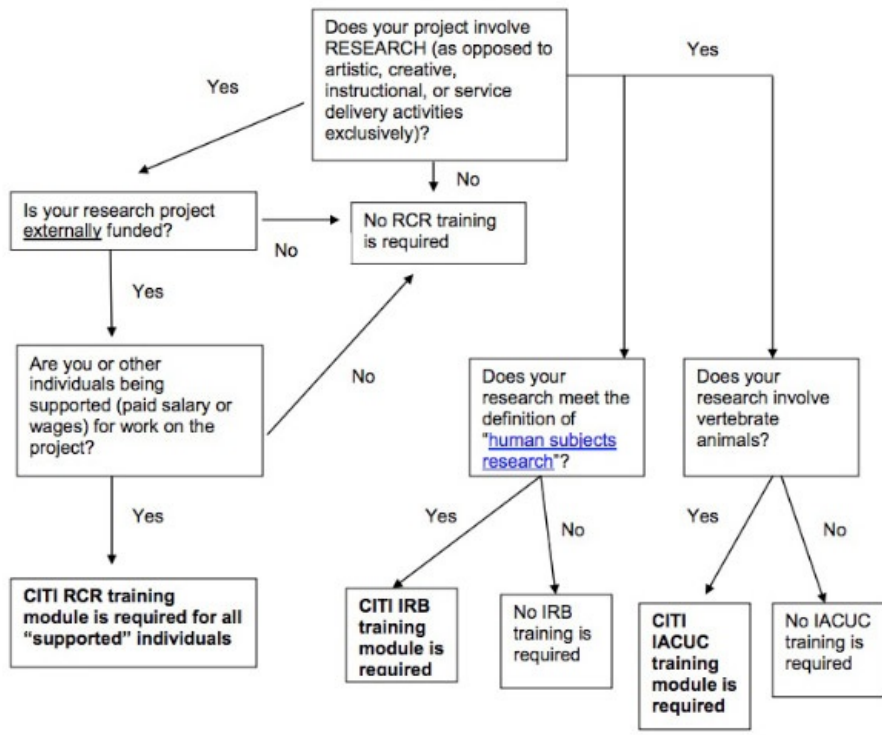 Does your project involve
RESEARCH (as opposed to
artistic, creative,
instructional, or service
delivery activities
exclusively)?
Yes
Yes
No
Is your research project
externally funded?
No
No RCR training
is required
Yes
Are you or other
individuals being
supported (paid salary or
wages) for work on the
project?
No
Does your
research meet the
definition of
“human subjects
research”?
Does your
research involve
vertebrate
animals?
Yes
Yes
No
Yes
No
CITI RCR training
module is required for all
“supported” individuals
CITI IRB
training
module is
required
No IRB
training is
required
CITI
IACUC
training
module is
required
No IACUC
training is
required